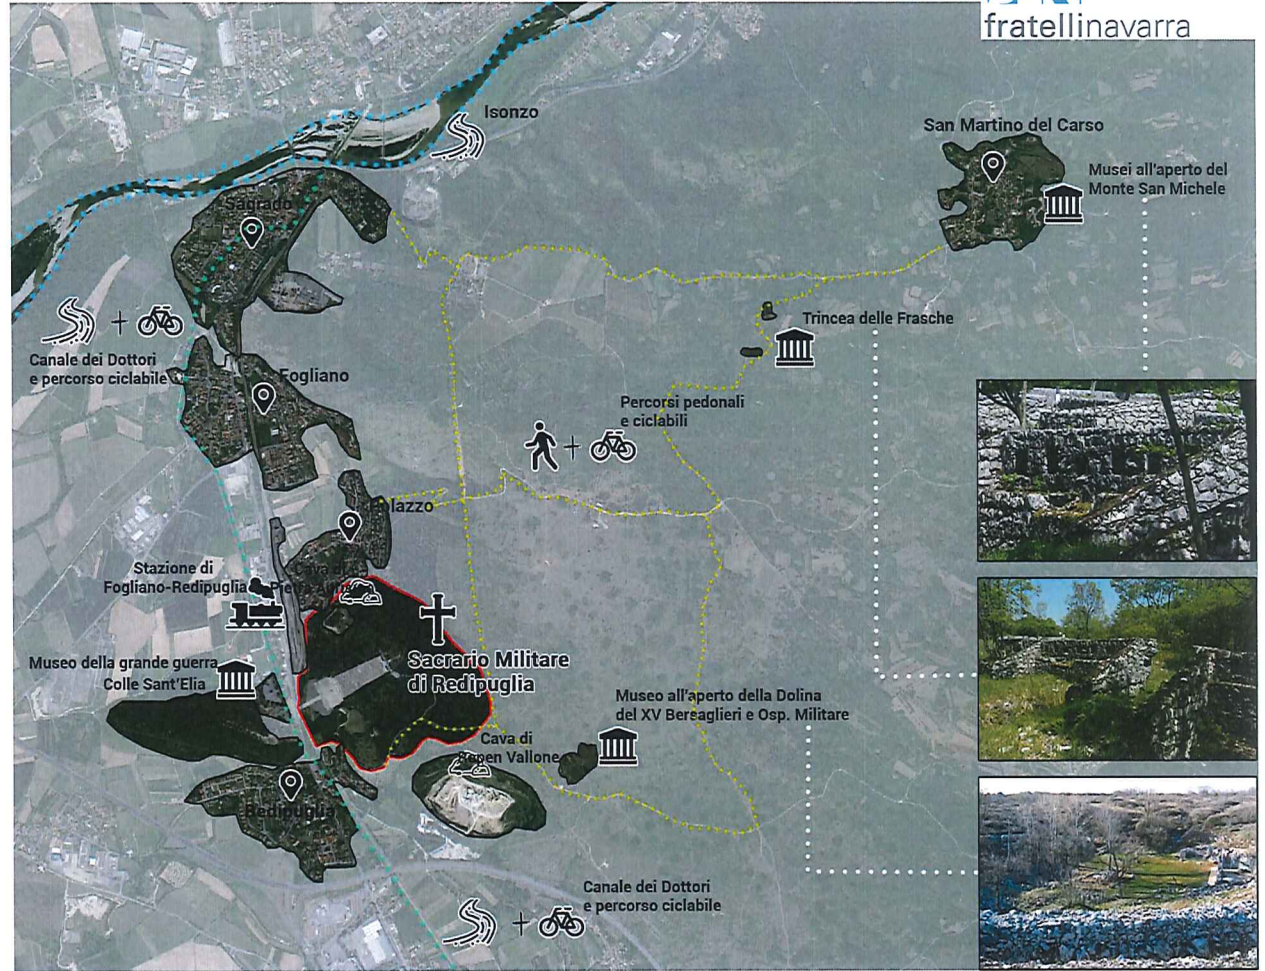 fratellinavarra
Isonzo
San Martino del Carso
Musei all'aperto del
Monte San Michele
Sagrado
Trincea delle Frasche
Canale dei Dottori
e percorso ciclabile
Fogliano
Percorsi pedonali
e ciclabili
Stazione di
Fogliano-Redipuglia
Cava di
Sacrario Militare
di Redipuglia
Museo della grande guerra
Colle Sant'Elia
Museo all'aperto della Dolina
del XV Bersaglieri e Osp. Militare
Cava di
Vallone
Redipuglia
Canale dei Dottori
e percorso ciclabile